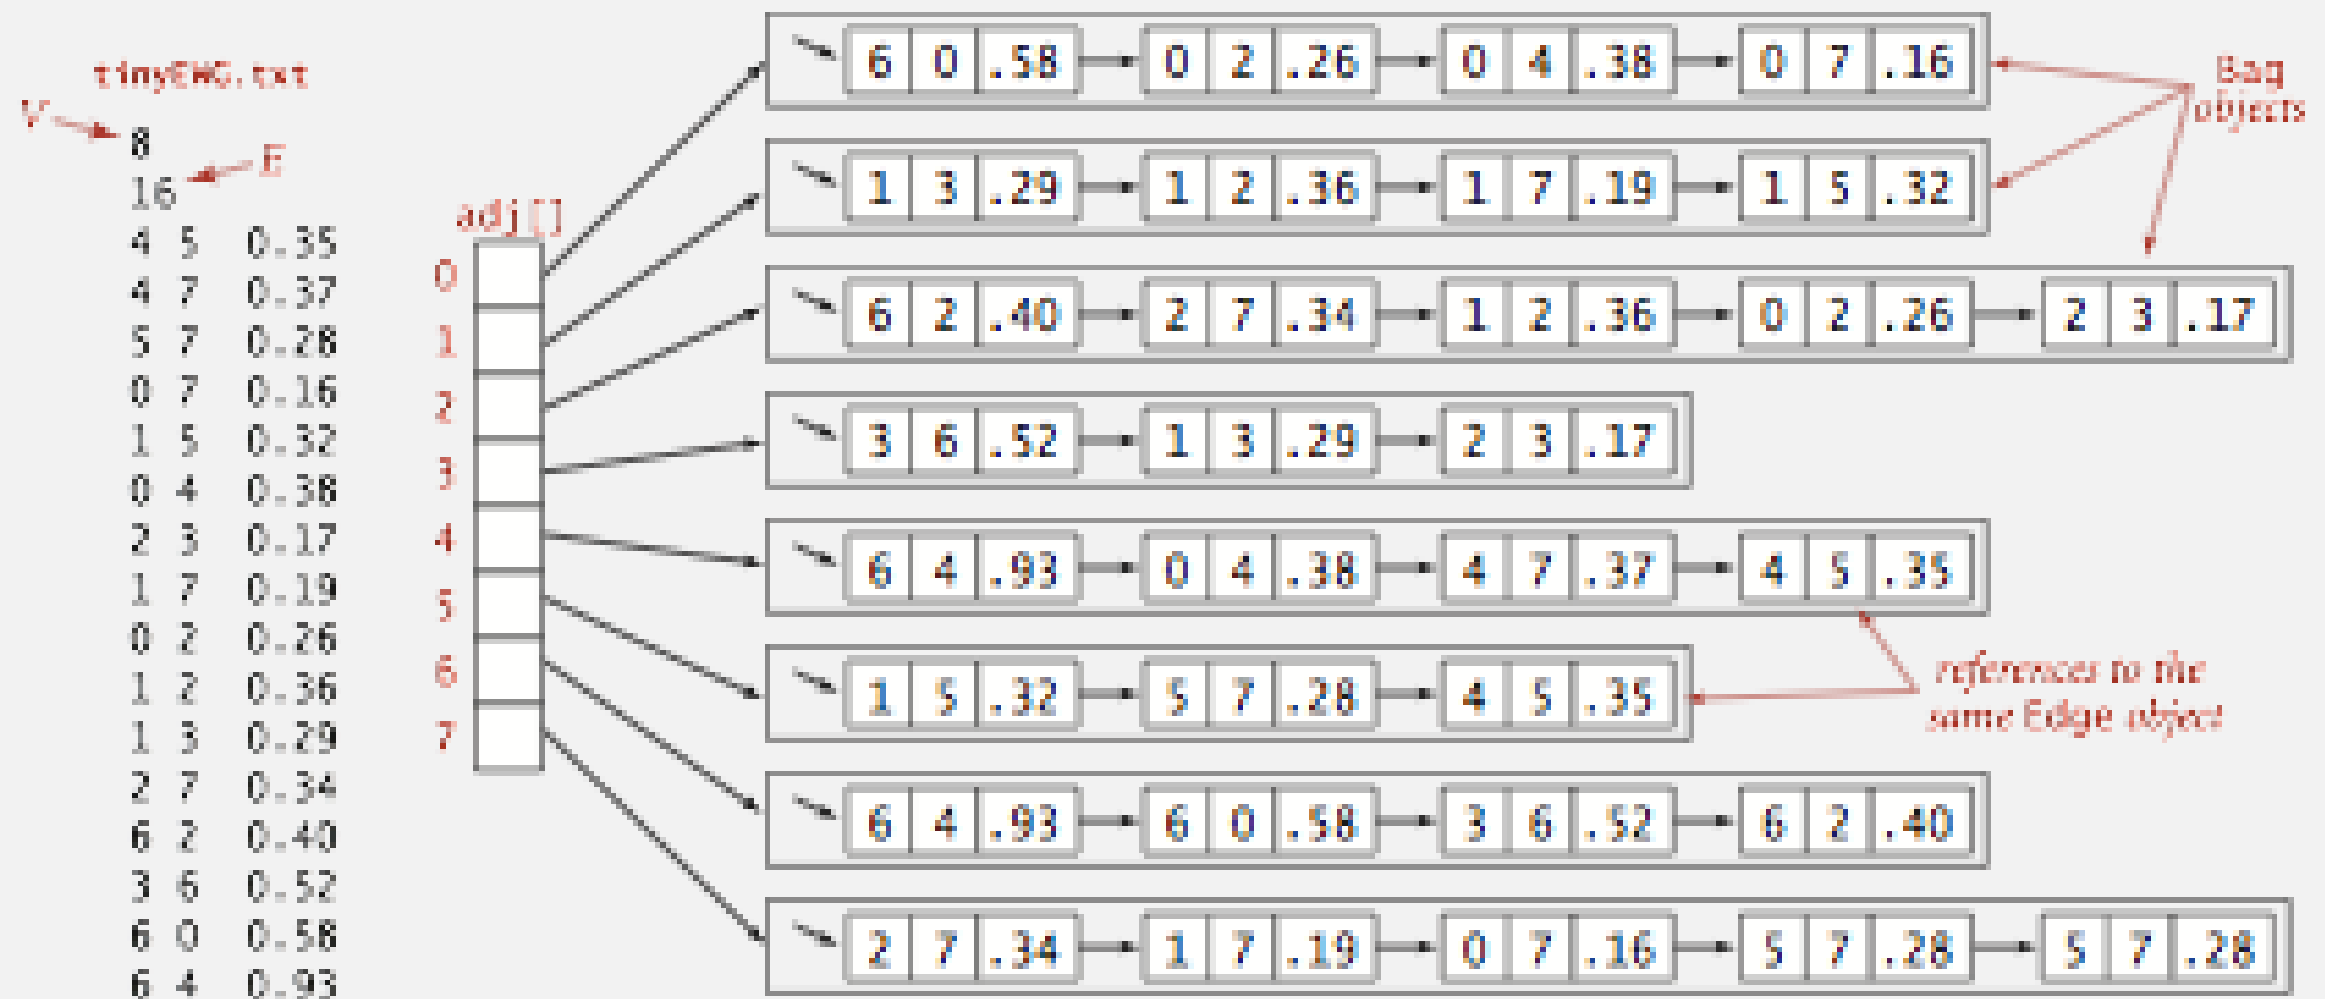 tinyEWG.txt
V
8
E
16
4 5 0.35
4 7 0.37
5 7 0.28
0 7 0.16
1 5 0.32
0 4 0.38
2 3 0.17
1 7 0.19
0 2 0.26
1 2 0.36
1 3 0.29
2 7 0.34
6 2 0.40
3 6 0.52
6 0 0.58
6 4 0.93
adj[]
0
1
2
3
4
5
6
7
6 0 .58 0 2 .26 0 4 .38 0 7 .16
1 3 .29 1 2 .36 1 7 .19 1 5 .32
6 2 .40 2 7 .34 1 2 .36 0 2 .26 2 3 .17
3 6 .52 1 3 .29 2 3 .17
6 4 .93 0 4 .38 4 7 .37 4 5 .35
1 5 .32 5 7 .28 4 5 .35
6 4 .93 6 0 .58 3 6 .52 6 2 .40
2 7 .34 1 7 .19 0 7 .16 5 7 .28 5 7 .28
Bag
objects
references to the
same Edge object